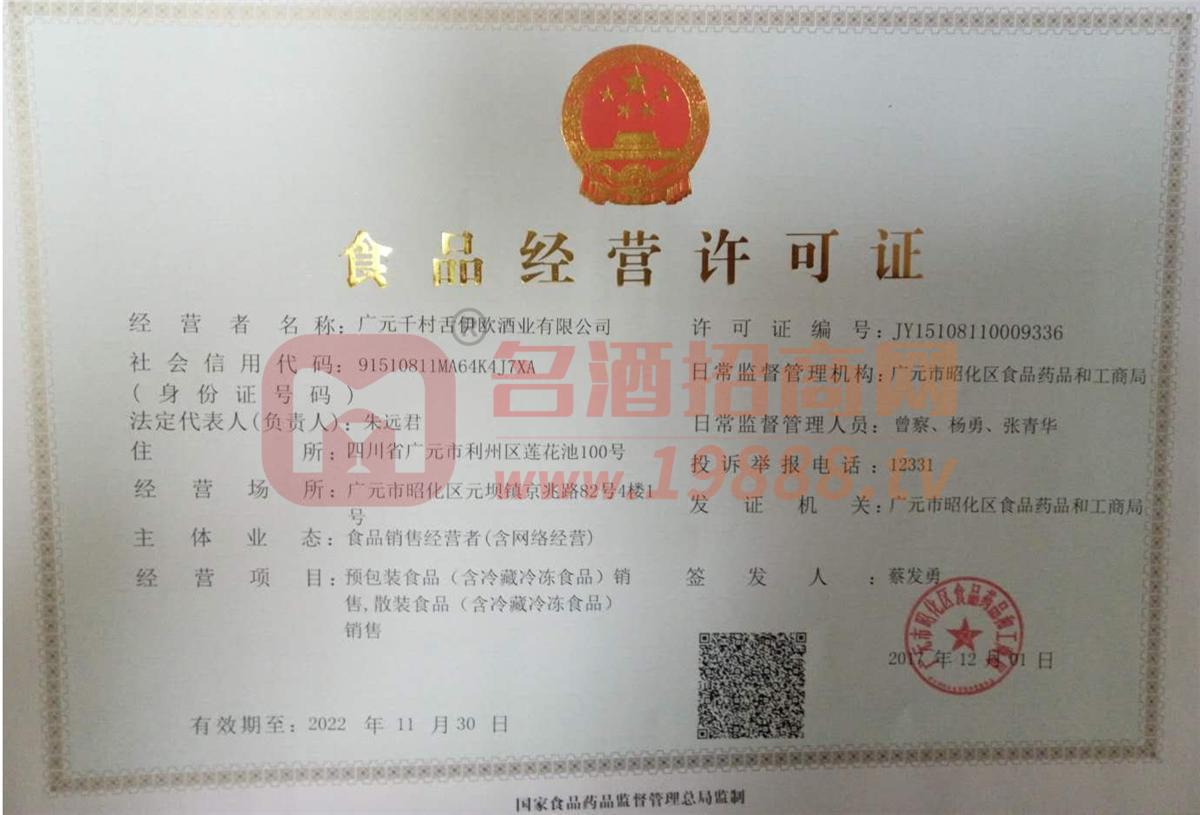 食品经营许可证
经营者名称：广元千村古伊欧酒业有限公司
社会信用代码：91510811MA64K4J7XA
(身份证号码)
法定代表人(负责人)：朱远君
住所：四川省广元市利州区莲花池100号
经营场所：广元市昭化区元坝镇京兆路82号4楼1
号
主体业态：食品销售经营者(含网络经营)
经营项目：预包装食品（含冷藏冷冻食品）销
售,散装食品（含冷藏冷冻食品）
销售
有效期至：2022年11月30日
许可证编号：JY15108110009336
日常监督管理机构：广元市昭化区食品药品和工商局
日常监督管理人员：曾察、杨勇、张青华
投诉举报电话：12331
发证机关：广元市昭化区食品药品和工商局
签发人：蔡发勇
2017年12月01日
国家食品药品监督管理总局监制
®
名酒招商网
www.19888.tv